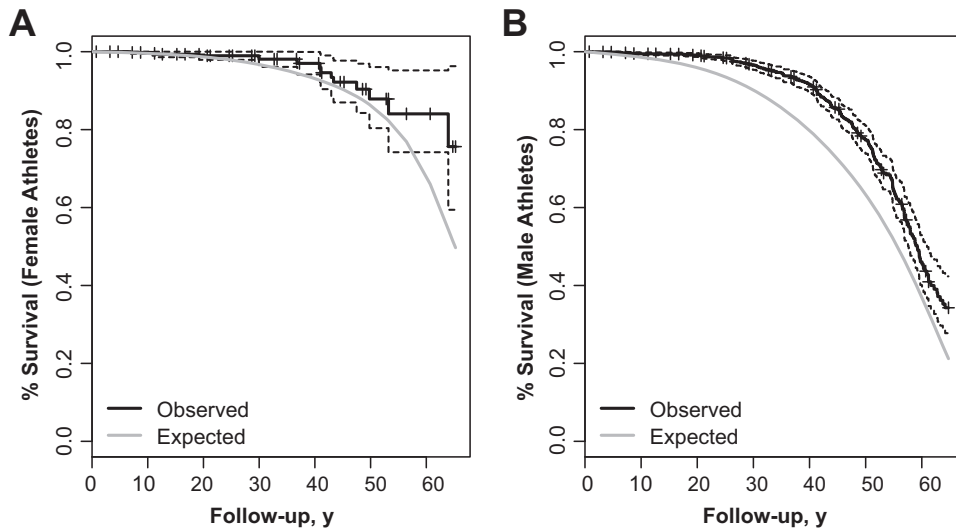 A
% Survival (Female Athletes)
1.0
0.8
0.6
0.4
0.2
0.0
Observed
Expected
0 10 20 30 40 50 60
Follow-up, y
B
% Survival (Male Athletes)
1.0
0.8
0.6
0.4
0.2
0.0
Observed
Expected
0 10 20 30 40 50 60
Follow-up, y